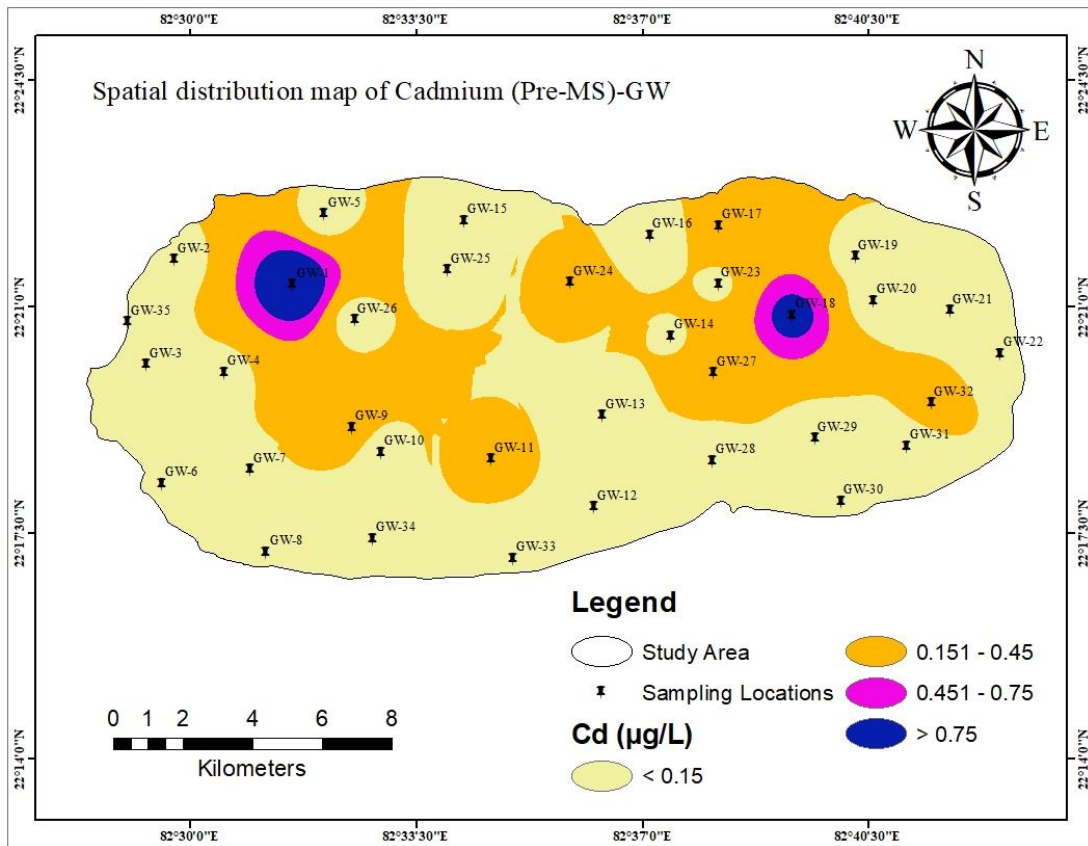 82°30'0"E 82°33'30"E 82°37'0"E 82°40'30"E
22°24'30"N
22°24'30"N
Spatial distribution map of Cadmium (Pre-MS)-GW
N
W E
S
GW-5
GW-15
GW-16
GW-17
GW-2
GW-19
GW-25
GW-24
GW-23
GW-1
GW-20
GW-21
22°21'0"N
22°21'0"N
GW-35
GW-26
GW-18
GW-14
GW-22
GW-3
GW-4
GW-27
GW-32
GW-13
GW-9
GW-29
GW-31
GW-10
GW-11
GW-28
GW-7
GW-6
GW-30
GW-12
22°17'30"N
22°17'30"N
GW-34
GW-8
GW-33
Legend
Study Area
Sampling Locations
Cd (µg/L)
< 0.15
0.151 - 0.45
0.451 - 0.75
> 0.75
0 1 2 4 6 8
Kilometers
22°14'0"N
22°14'0"N
82°30'0"E 82°33'30"E 82°37'0"E 82°40'30"E